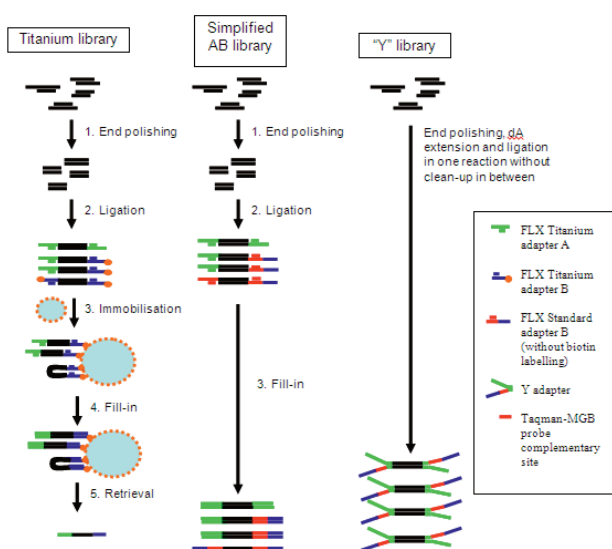 Titanium library
Simplified
AB library
“Y” library
1. End polishing
2. Ligation
3. Immobilisation
4. Fill-in
5. Retrieval
1. End polishing
2. Ligation
3. Fill-in
End polishing, dA
extension and ligation
in one reaction without
clean-up in between
FLX Titanium
adapter A
FLX Titanium
adapter B
FLX Standard
adapter B
(without biotin
labelling)
Y adapter
Taqman-MGB
probe
complementary
site